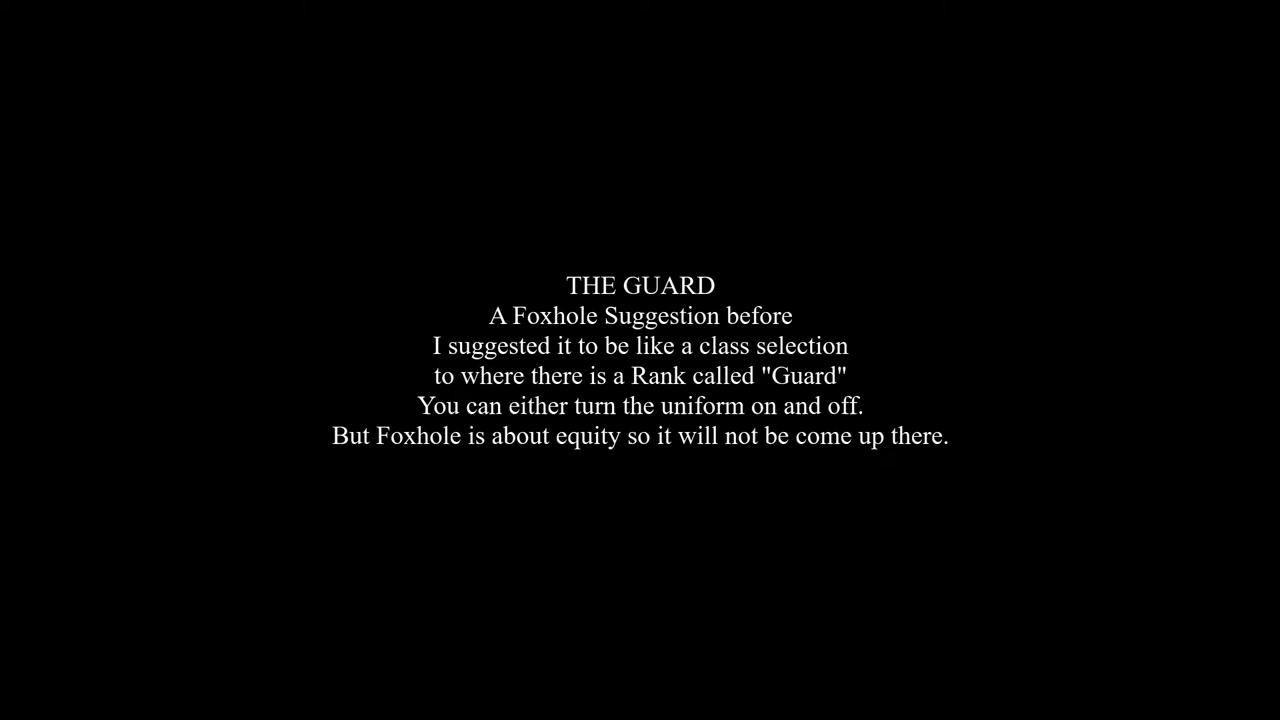 THE GUARD
A Foxhole Suggestion before
I suggested it to be like a class selection
to where there is a Rank called "Guard"
You can either turn the uniform on and off.
But Foxhole is about equity so it will not be come up there.